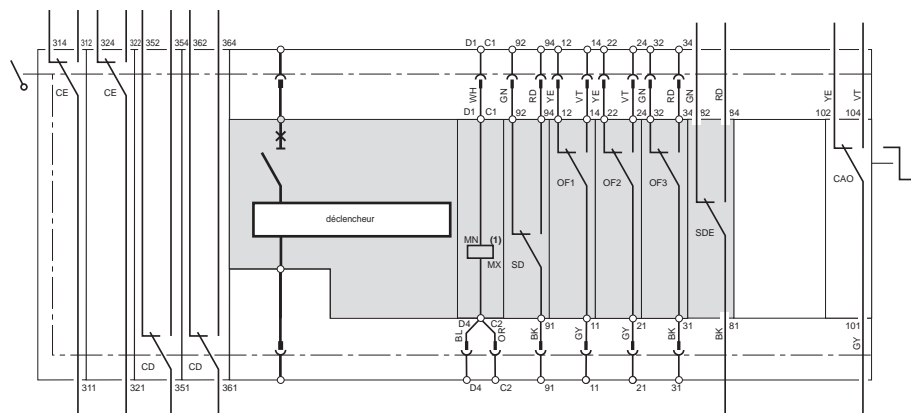 314 312 324 322 352 354 362 364 D1 C1 92 94 12 14 22 24 32 34
CE CE WH GN RD YE VT YE VT GN RD GN RD YE VT
D1 C1 92 94 12 14 22 24 32 34 82 84 102 104
OF1 OF2 OF3 CAO
déclencheur
MN (1) SDE
MX SD
D4 C2 91 11 21 31 81 101
BL OR BK GY GY BK BK GY
CD CD
311 321 351 361 D4 C2 91 11 21 31